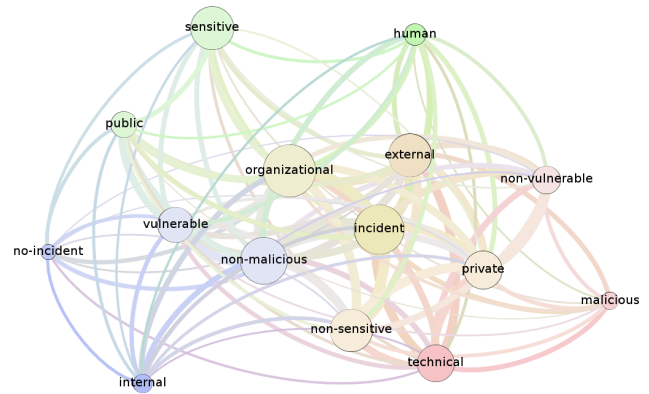 sensitive
human
public
external
organizational
non-vulnerable
vulnerable
incident
no-incident
non-malicious
private
malicious
non-sensitive
technical
internal